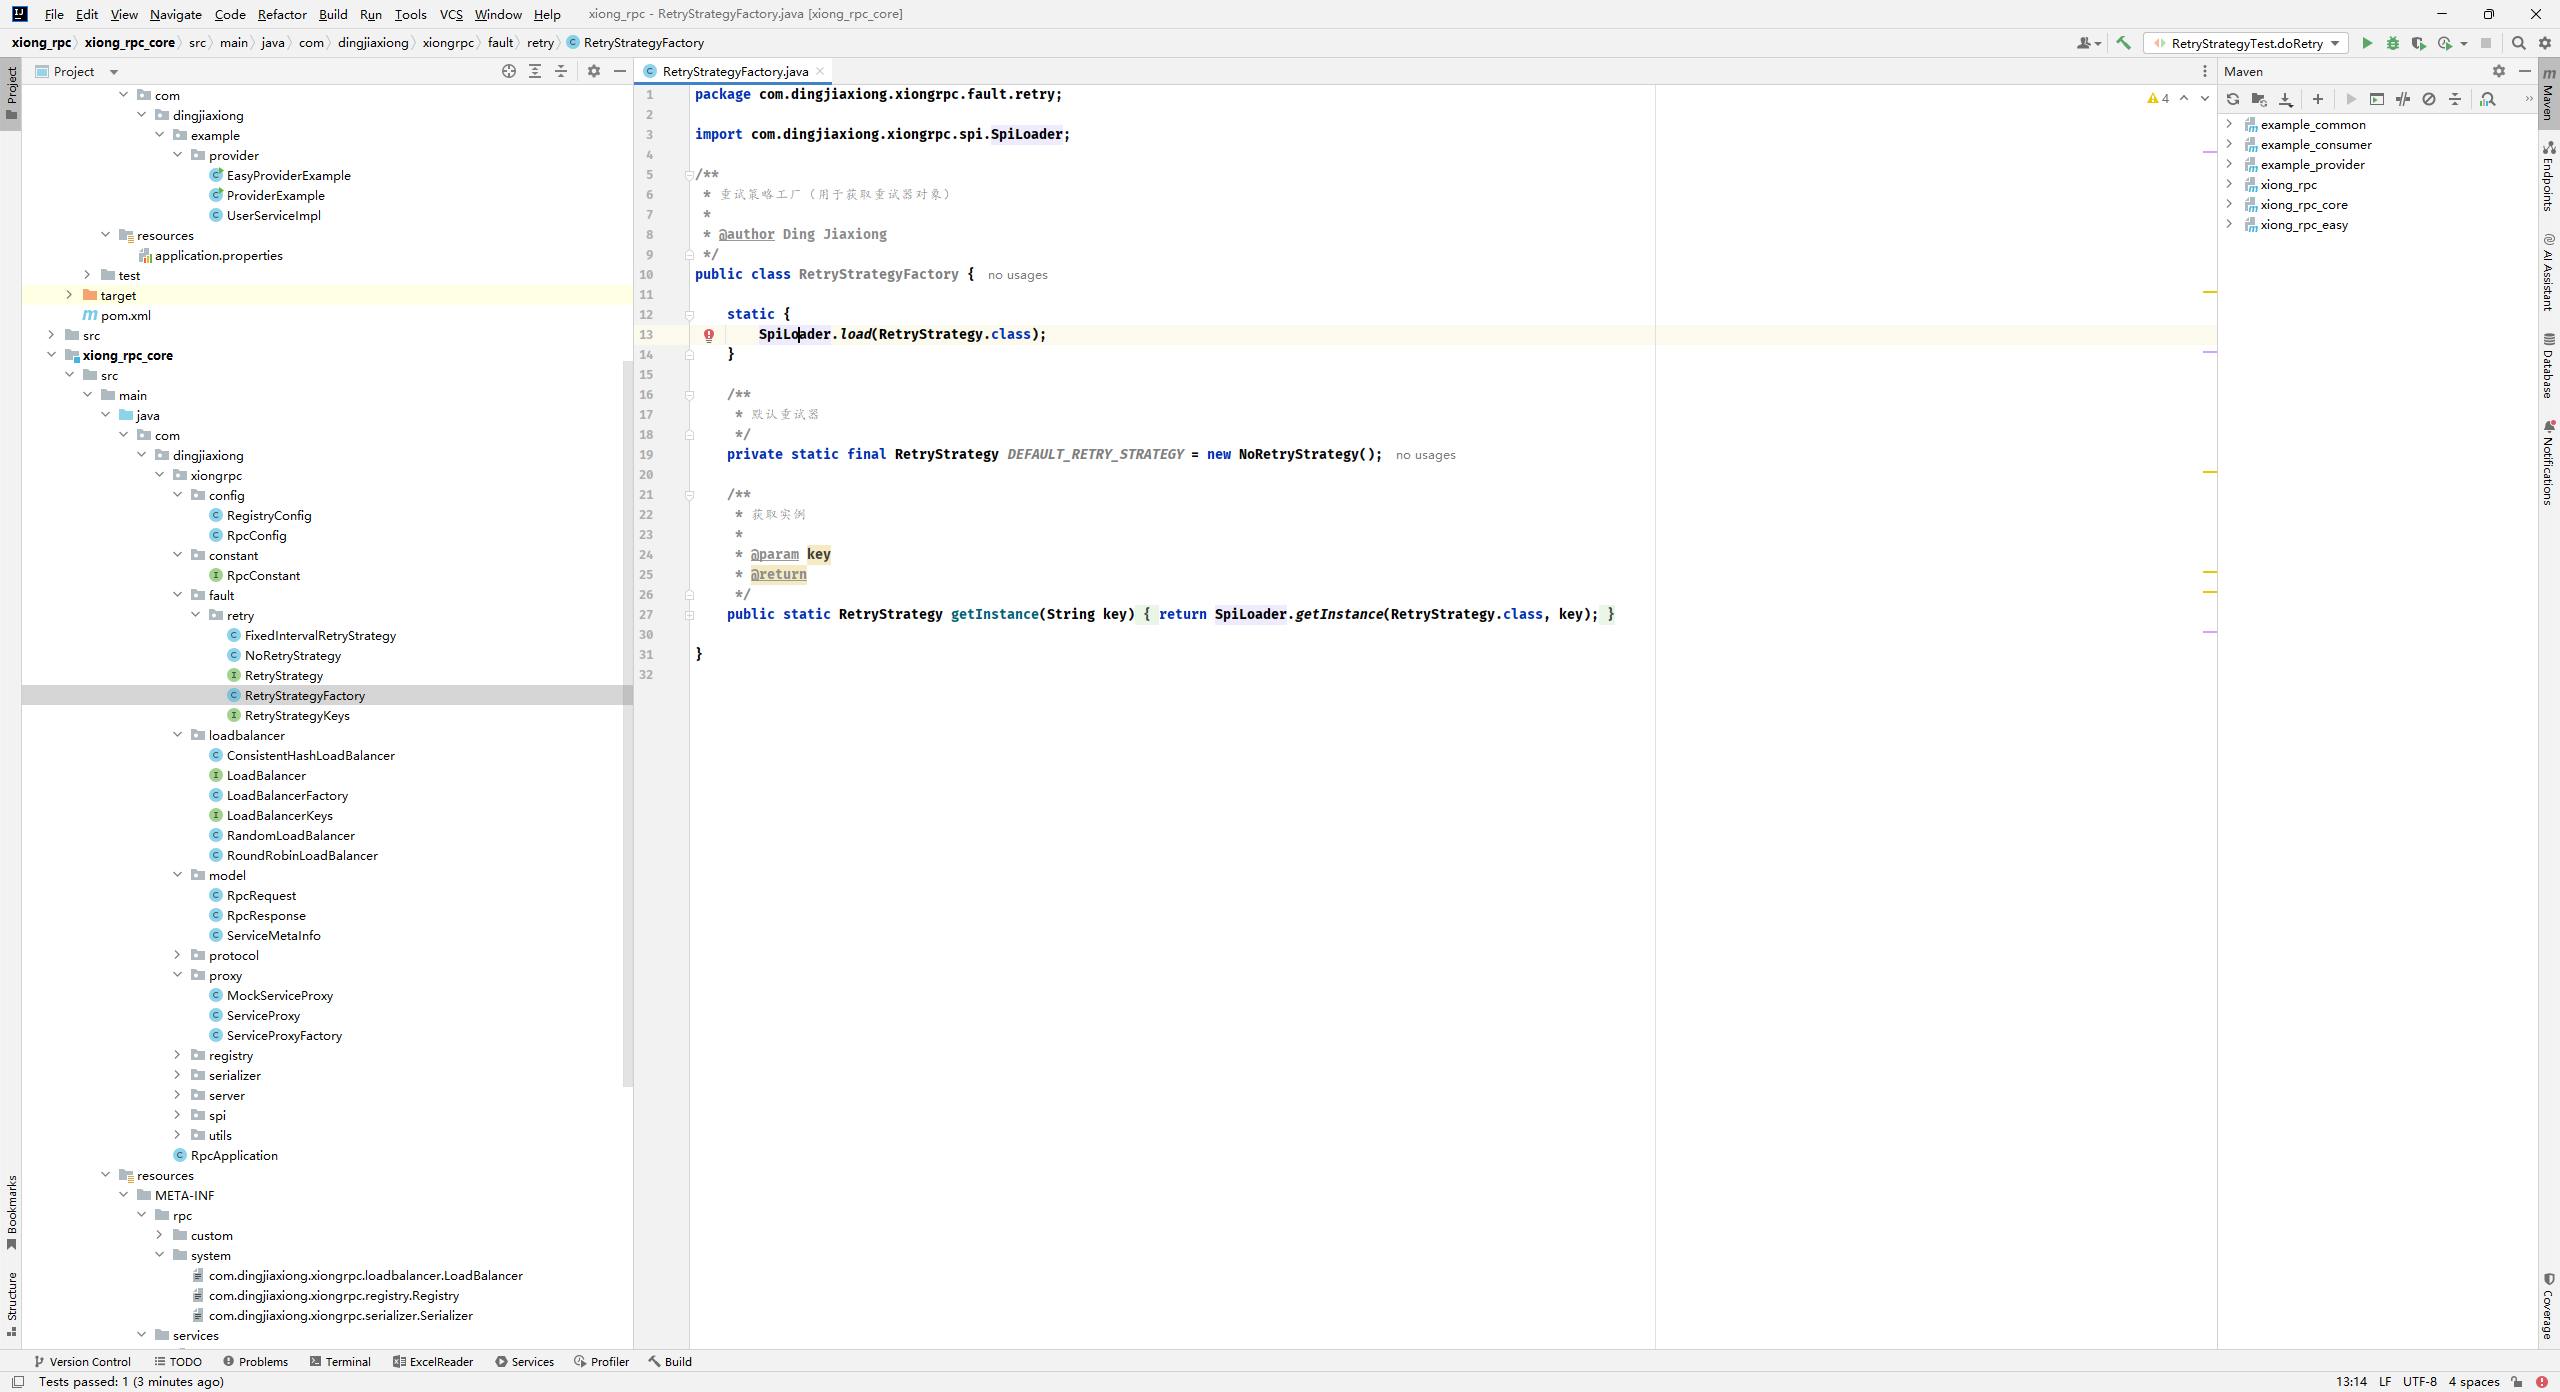 File Edit View Navigate Code Refactor Build Run Tools VCS Window Help xiong_rpc - RetryStrategyFactory.java [xiong_rpc_core]
xiong_rpc xiong_rpc_core src main java com dingjiaxiong xiongrpc fault retry RetryStrategyFactory RetryStrategyTest.doRetry
Project
Project
com
dingjiaxiong
example
provider
EasyProviderExample
ProviderExample
UserServiceImpl
resources
application.properties
test
target
pom.xml
src
xiong_rpc_core
src
main
java
com
dingjiaxiong
xiongrpc
config
RegistryConfig
RpcConfig
constant
RpcConstant
fault
retry
FixedIntervalRetryStrategy
NoRetryStrategy
RetryStrategy
RetryStrategyFactory
RetryStrategyKeys
loadbalancer
ConsistentHashLoadBalancer
LoadBalancer
LoadBalancerFactory
LoadBalancerKeys
RandomLoadBalancer
RoundRobinLoadBalancer
model
RpcRequest
RpcResponse
ServiceMetaInfo
protocol
proxy
MockServiceProxy
ServiceProxy
ServiceProxyFactory
registry
serializer
server
spi
utils
RpcApplication
resources
META-INF
rpc
custom
system
com.dingjiaxiong.xiongrpc.loadbalancer.LoadBalancer
com.dingjiaxiong.xiongrpc.registry.Registry
com.dingjiaxiong.xiongrpc.serializer.Serializer
services
Bookmarks
Structure
RetryStrategyFactory.java
4
1 package com.dingjiaxiong.xiongrpc.fault.retry;
2
3 import com.dingjiaxiong.xiongrpc.spi.SpiLoader;
4
5 /**
6 * 重试策略工厂（用于获取重试器对象）
7 *
8 * @author Ding Jiaxiong
9 */
10 public class RetryStrategyFactory { no usages
11
12 static {
13 SpiLoader.load(RetryStrategy.class);
14 }
15
16 /**
17 * 默认重试器
18 */
19 private static final RetryStrategy DEFAULT_RETRY_STRATEGY = new NoRetryStrategy(); no usages
20
21 /**
22 * 获取实例
23 *
24 * @param key
25 * @return
26 */
27 public static RetryStrategy getInstance(String key) { return SpiLoader.getInstance(RetryStrategy.class, key); }
30
31 }
32
Maven
example_common
example_consumer
example_provider
xiong_rpc
xiong_rpc_core
xiong_rpc_easy
Maven
Endpoints
AI Assistant
Database
Notifications
Coverage
Version Control TODO Problems Terminal ExcelReader Services Profiler Build
Tests passed: 1 (3 minutes ago) 13:14 LF UTF-8 4 spaces